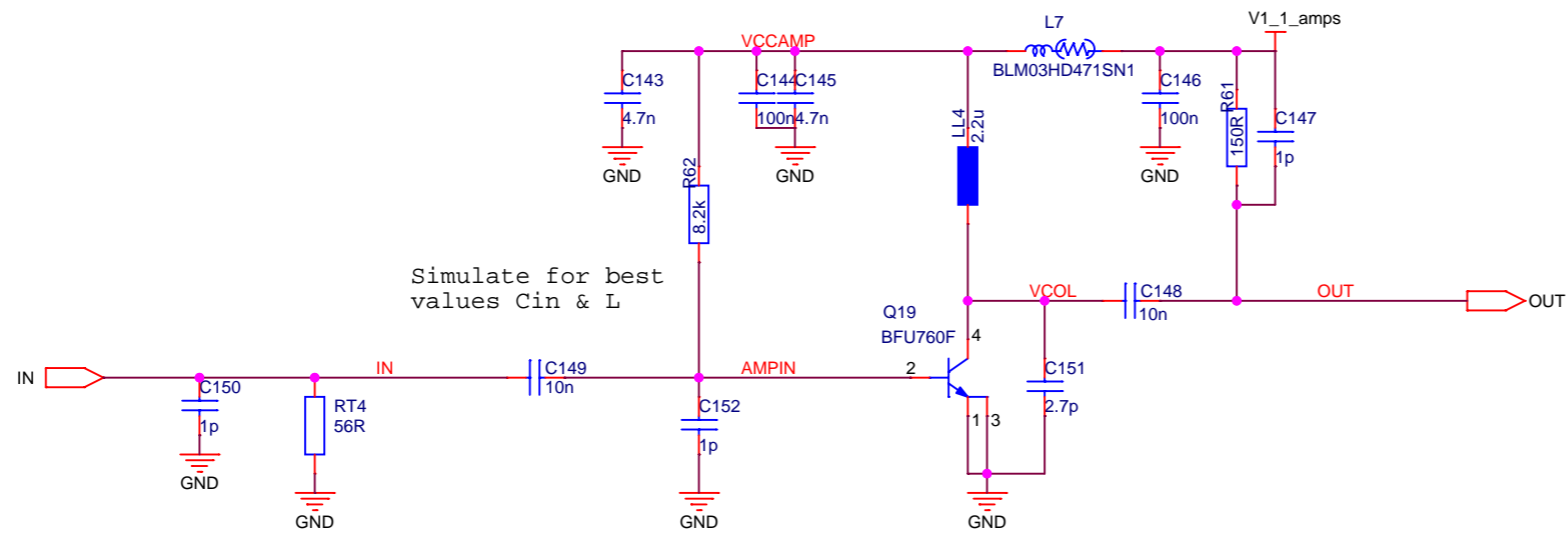 V1_1_amps
L7
VCCAMP
BLM03HD471SN1
C143
C144
C145
C146
R61
C147
4.7n
100n
4.7n
LL4
2.2u
100n
150R
1p
GND
GND
GND
R62
8.2k
Simulate for best
values Cin & L
VCOL
C148
OUT
OUT
10n
Q19
BFU760F
4
IN
IN
C149
AMPIN
2
C151
10n
C150
RT4
C152
2.7p
1p
56R
1
3
1p
GND
GND
GND
GND